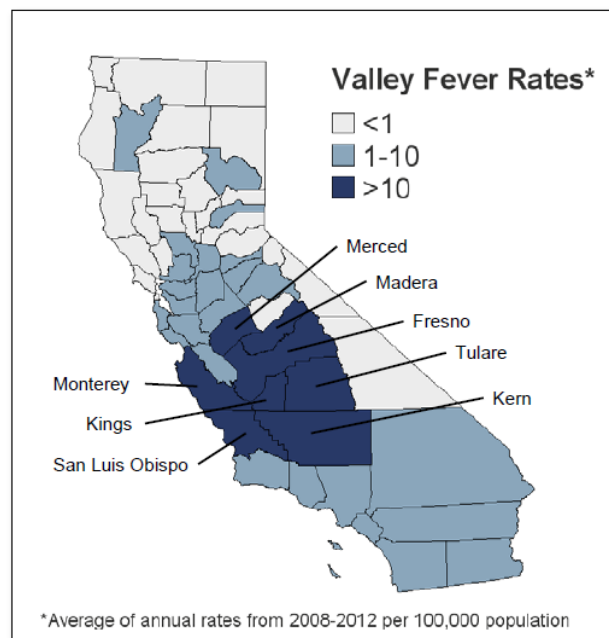 Valley Fever Rates*
<1
1-10
>10
Merced
Madera
Fresno
Tulare
Monterey
Kern
Kings
San Luis Obispo
*Average of annual rates from 2008-2012 per 100,000 population